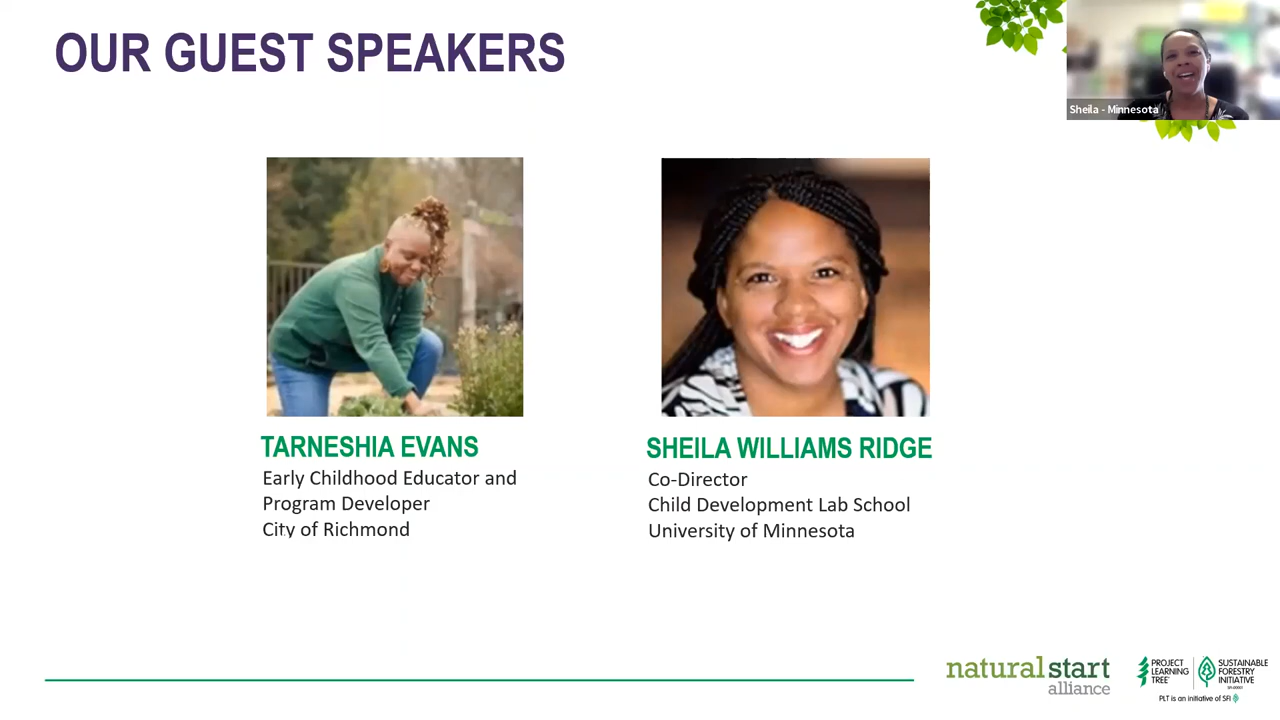 OUR GUEST SPEAKERS
Sheila - Minnesota
TARNESHIA EVANS
Early Childhood Educator and
Program Developer
City of Richmond
SHEILA WILLIAMS RIDGE
Co-Director
Child Development Lab School
University of Minnesota
naturalstart
alliance
PROJECT
LEARNING
TREE
SUSTAINABLE
FORESTRY
INITIATIVE
PLT is an initiative of SFI